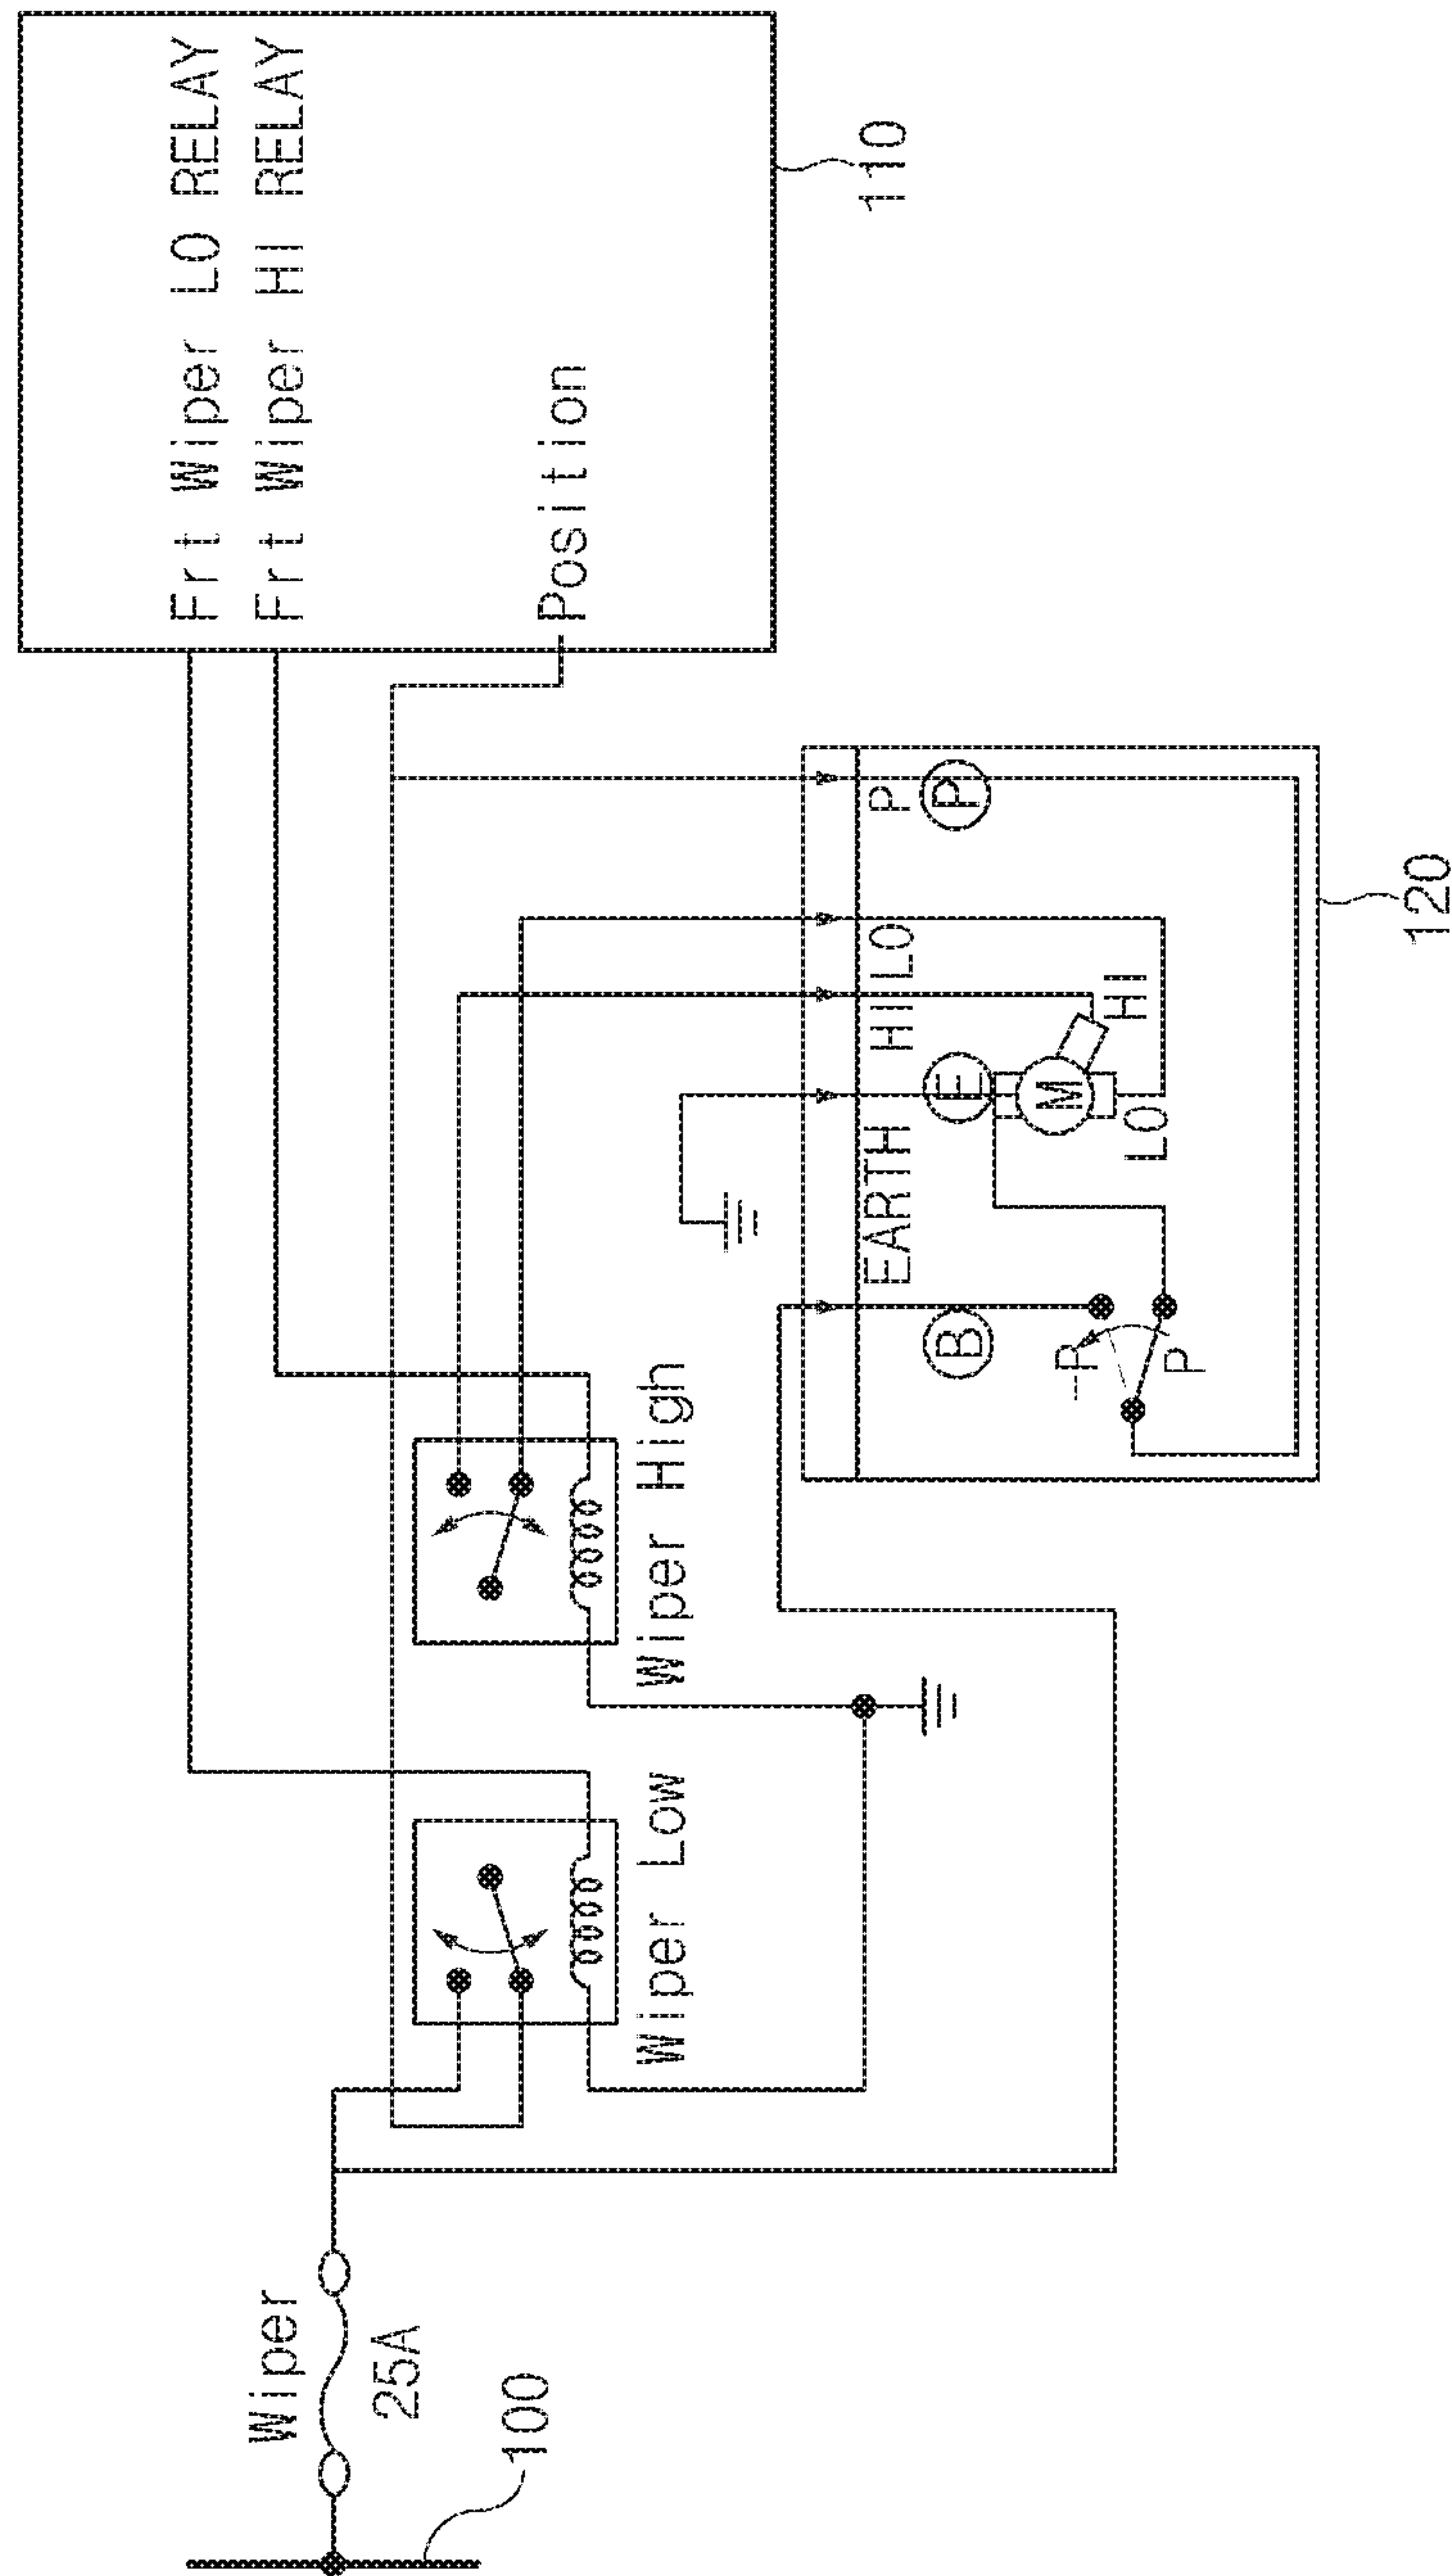 Frt Wiper LO RELAY
Frt Wiper HI RELAY
Position
110
Wiper
25A
100
Wiper Low
Wiper High
EARTH
HI
LO
P
B
E
P
M
HI
LO
P
P
120